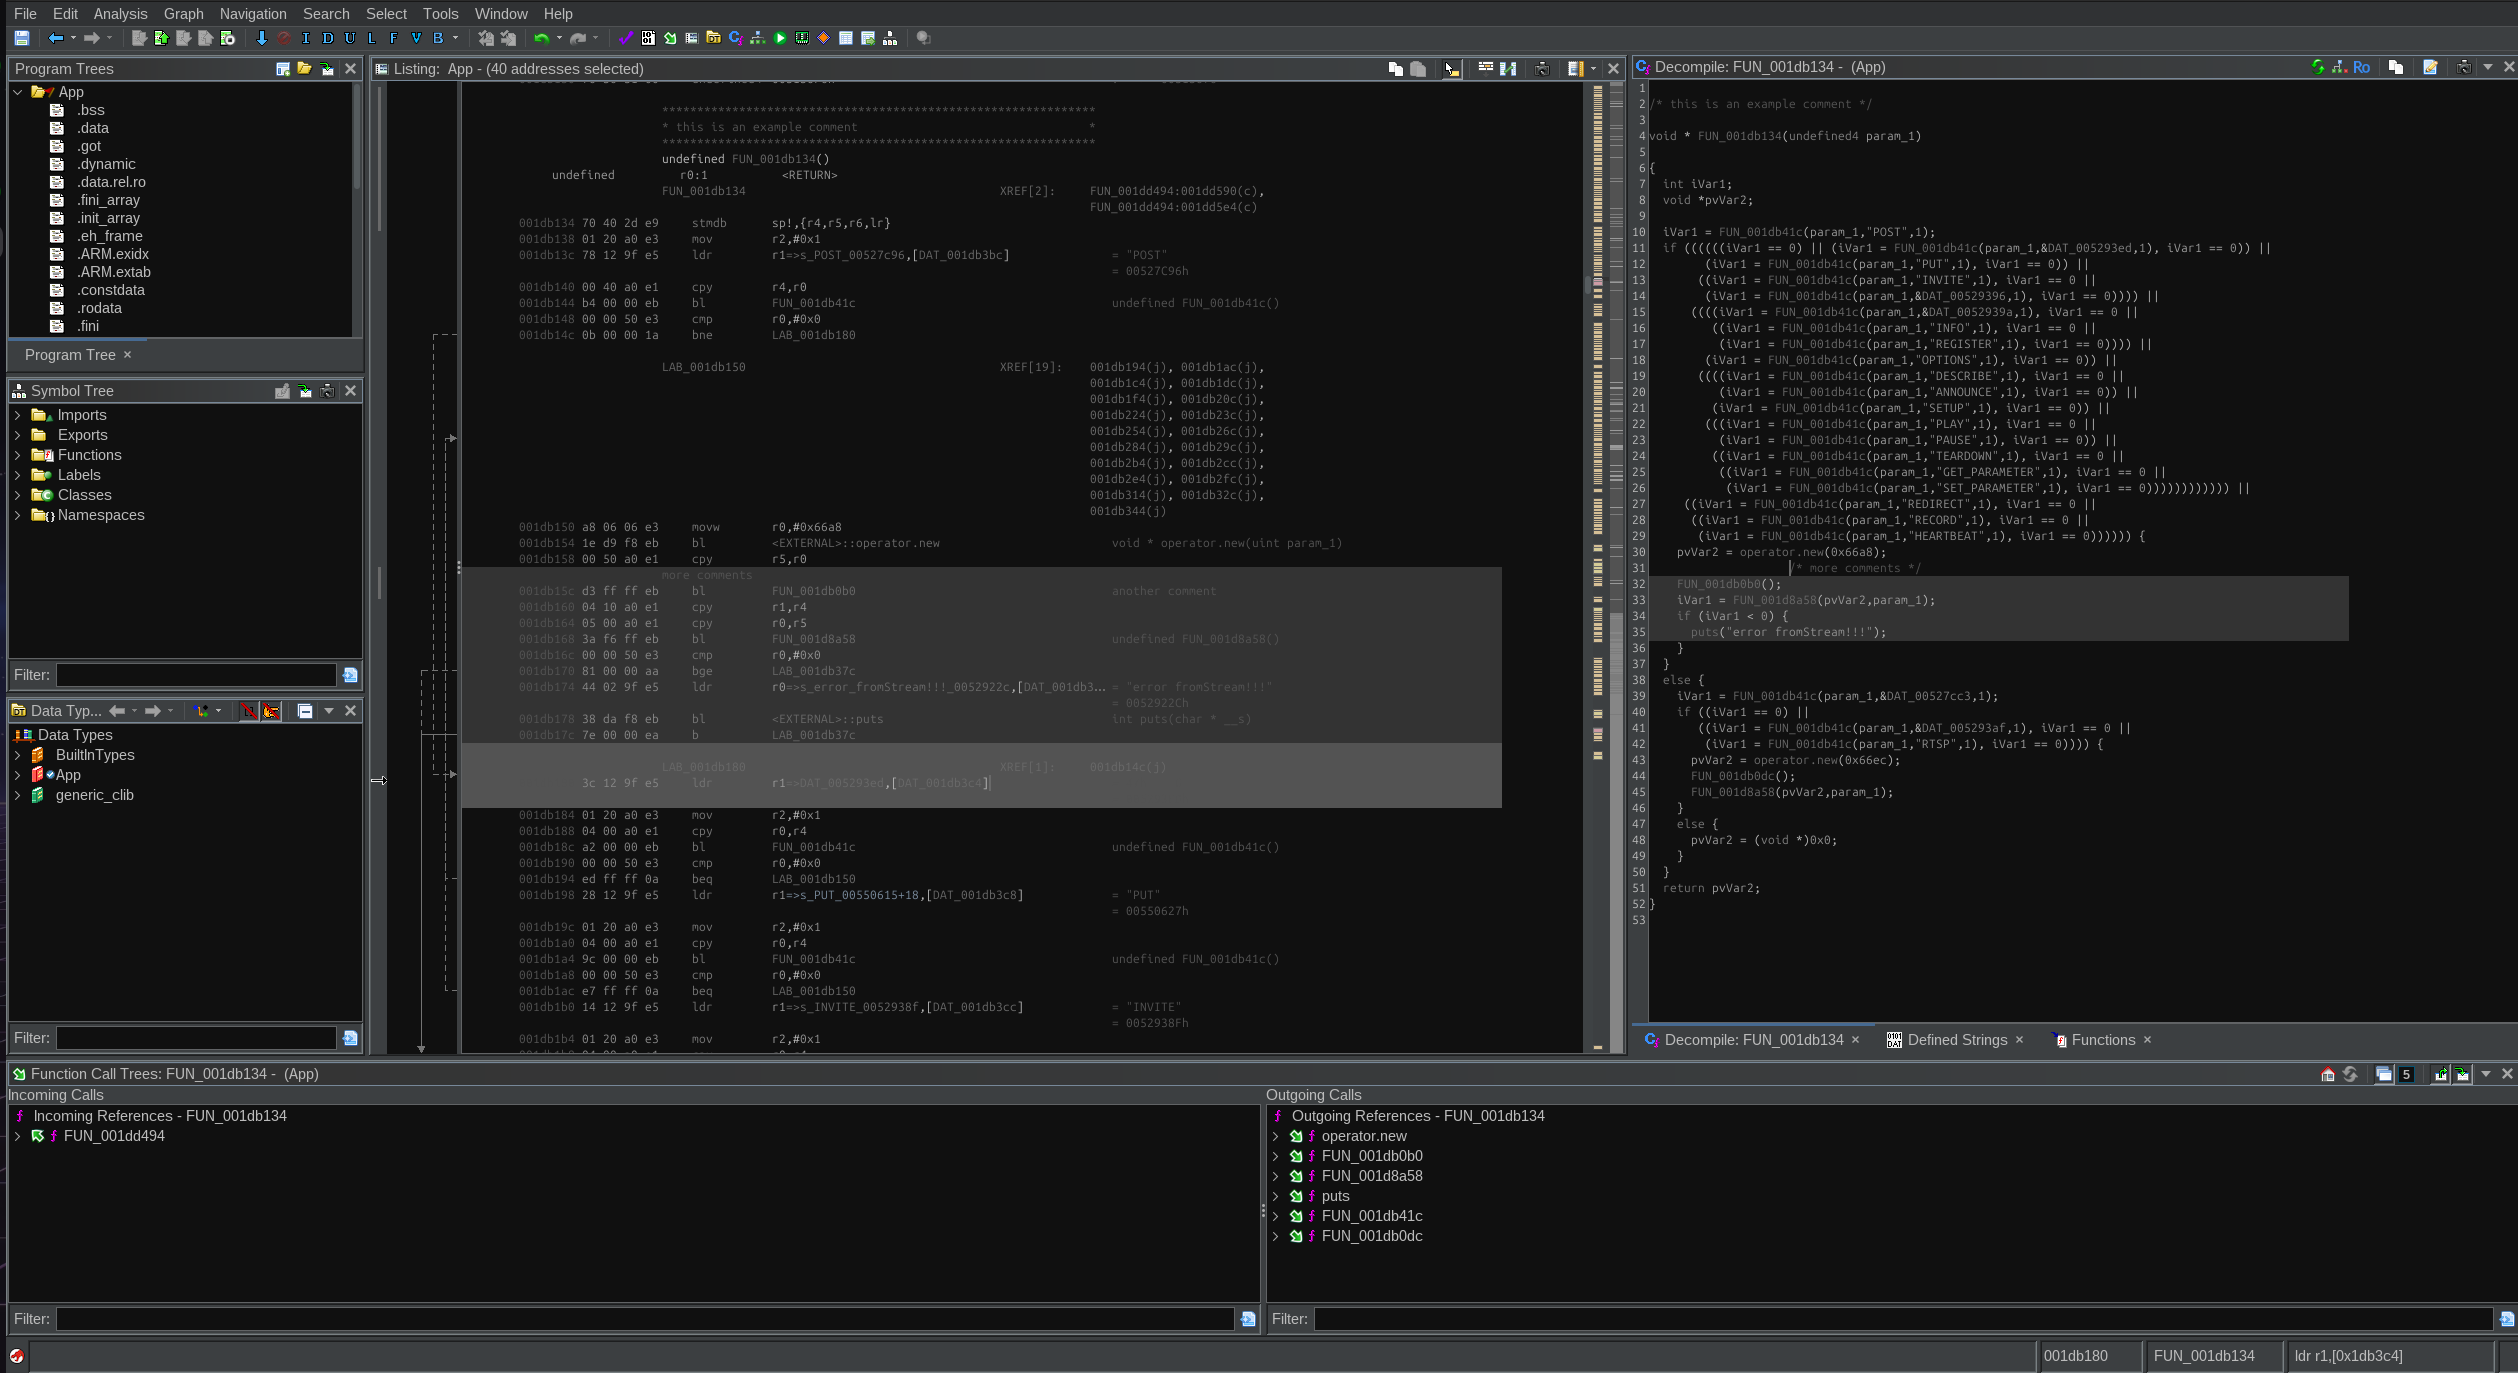 File Edit Analysis Graph Navigation Search Select Tools Window Help
I D U L F V B
Program Trees
App
.bss
.data
.got
.dynamic
.data.rel.ro
.fini_array
.init_array
.eh_frame
.ARM.exidx
.ARM.extab
.constdata
.rodata
.fini
Program Tree ×
Symbol Tree
Imports
Exports
Functions
Labels
Classes
Namespaces
Filter:
Data Typ...
Data Types
BuiltInTypes
App
generic_clib
Filter:
Listing: App - (40 addresses selected)
**************************************************************
* this is an example comment *
**************************************************************
undefined FUN_001db134()
undefined r0:1 <RETURN>
FUN_001db134 XREF[2]: FUN_001dd494:001dd590(c),
FUN_001dd494:001dd5e4(c)
001db134 70 40 2d e9 stmdb sp!,{r4,r5,r6,lr}
001db138 01 20 a0 e3 mov r2,#0x1
001db13c 78 12 9f e5 ldr r1=>s_POST_00527c96,[DAT_001db3bc] = "POST"
= 00527C96h
001db140 00 40 a0 e1 cpy r4,r0
001db144 b4 00 00 eb bl FUN_001db41c undefined FUN_001db41c()
001db148 00 00 50 e3 cmp r0,#0x0
001db14c 0b 00 00 1a bne LAB_001db180
LAB_001db150 XREF[19]: 001db194(j), 001db1ac(j),
001db1c4(j), 001db1dc(j),
001db1f4(j), 001db20c(j),
001db224(j), 001db23c(j),
001db254(j), 001db26c(j),
001db284(j), 001db29c(j),
001db2b4(j), 001db2cc(j),
001db2e4(j), 001db2fc(j),
001db314(j), 001db32c(j),
001db344(j)
001db150 a8 06 06 e3 movw r0,#0x66a8
001db154 1e d9 f8 eb bl <EXTERNAL>::operator.new void * operator.new(uint param_1)
001db158 00 50 a0 e1 cpy r5,r0
more comments
001db15c d3 ff ff eb bl FUN_001db0b0 another comment
001db160 04 10 a0 e1 cpy r1,r4
001db164 05 00 a0 e1 cpy r0,r5
001db168 3a f6 ff eb bl FUN_001d8a58 undefined FUN_001d8a58()
001db16c 00 00 50 e3 cmp r0,#0x0
001db170 81 00 00 aa bge LAB_001db37c
001db174 44 02 9f e5 ldr r0=>s_error_fromStream!!!_0052922c,[DAT_001db3... = "error fromStream!!!"
= 0052922Ch
001db178 38 da f8 eb bl <EXTERNAL>::puts int puts(char * __s)
001db17c 7e 00 00 ea b LAB_001db37c
LAB_001db180 XREF[1]: 001db14c(j)
3c 12 9f e5 ldr r1=>DAT_005293ed,[DAT_001db3c4]
001db184 01 20 a0 e3 mov r2,#0x1
001db188 04 00 a0 e1 cpy r0,r4
001db18c a2 00 00 eb bl FUN_001db41c undefined FUN_001db41c()
001db190 00 00 50 e3 cmp r0,#0x0
001db194 ed ff ff 0a beq LAB_001db150
001db198 28 12 9f e5 ldr r1=>s_PUT_00550615+18,[DAT_001db3c8] = "PUT"
= 00550627h
001db19c 01 20 a0 e3 mov r2,#0x1
001db1a0 04 00 a0 e1 cpy r0,r4
001db1a4 9c 00 00 eb bl FUN_001db41c undefined FUN_001db41c()
001db1a8 00 00 50 e3 cmp r0,#0x0
001db1ac e7 ff ff 0a beq LAB_001db150
001db1b0 14 12 9f e5 ldr r1=>s_INVITE_0052938f,[DAT_001db3cc] = "INVITE"
= 0052938Fh
001db1b4 01 20 a0 e3 mov r2,#0x1
Decompile: FUN_001db134 - (App)
Ro
1
2 /* this is an example comment */
3
4 void * FUN_001db134(undefined4 param_1)
5
6 {
7 int iVar1;
8 void *pvVar2;
9
10 iVar1 = FUN_001db41c(param_1,"POST",1);
11 if ((((((iVar1 == 0) || (iVar1 = FUN_001db41c(param_1,&DAT_005293ed,1), iVar1 == 0)) ||
12 (iVar1 = FUN_001db41c(param_1,"PUT",1), iVar1 == 0)) ||
13 ((iVar1 = FUN_001db41c(param_1,"INVITE",1), iVar1 == 0 ||
14 (iVar1 = FUN_001db41c(param_1,&DAT_00529396,1), iVar1 == 0)))) ||
15 ((((iVar1 = FUN_001db41c(param_1,&DAT_0052939a,1), iVar1 == 0 ||
16 ((iVar1 = FUN_001db41c(param_1,"INFO",1), iVar1 == 0 ||
17 (iVar1 = FUN_001db41c(param_1,"REGISTER",1), iVar1 == 0)))) ||
18 (iVar1 = FUN_001db41c(param_1,"OPTIONS",1), iVar1 == 0)) ||
19 ((((iVar1 = FUN_001db41c(param_1,"DESCRIBE",1), iVar1 == 0 ||
20 (iVar1 = FUN_001db41c(param_1,"ANNOUNCE",1), iVar1 == 0)) ||
21 (iVar1 = FUN_001db41c(param_1,"SETUP",1), iVar1 == 0)) ||
22 (((iVar1 = FUN_001db41c(param_1,"PLAY",1), iVar1 == 0 ||
23 (iVar1 = FUN_001db41c(param_1,"PAUSE",1), iVar1 == 0)) ||
24 ((iVar1 = FUN_001db41c(param_1,"TEARDOWN",1), iVar1 == 0 ||
25 ((iVar1 = FUN_001db41c(param_1,"GET_PARAMETER",1), iVar1 == 0 ||
26 (iVar1 = FUN_001db41c(param_1,"SET_PARAMETER",1), iVar1 == 0)))))))))))) ||
27 ((iVar1 = FUN_001db41c(param_1,"REDIRECT",1), iVar1 == 0 ||
28 ((iVar1 = FUN_001db41c(param_1,"RECORD",1), iVar1 == 0 ||
29 ((iVar1 = FUN_001db41c(param_1,"HEARTBEAT",1), iVar1 == 0)))))) {
30 pvVar2 = operator.new(0x66a8);
31 /* more comments */
32 FUN_001db0b0();
33 iVar1 = FUN_001d8a58(pvVar2,param_1);
34 if (iVar1 < 0) {
35 puts("error fromStream!!!");
36 }
37 }
38 else {
39 iVar1 = FUN_001db41c(param_1,&DAT_00527cc3,1);
40 if ((iVar1 == 0) ||
41 ((iVar1 = FUN_001db41c(param_1,&DAT_005293af,1), iVar1 == 0 ||
42 (iVar1 = FUN_001db41c(param_1,"RTSP",1), iVar1 == 0)))) {
43 pvVar2 = operator.new(0x66ec);
44 FUN_001db0dc();
45 FUN_001d8a58(pvVar2,param_1);
46 }
47 else {
48 pvVar2 = (void *)0x0;
49 }
50 }
51 return pvVar2;
52 }
53
Decompile: FUN_001db134 × Defined Strings × Functions ×
Function Call Trees: FUN_001db134 - (App)
5
Incoming Calls
Incoming References - FUN_001db134
FUN_001dd494
Filter:
Outgoing Calls
Outgoing References - FUN_001db134
operator.new
FUN_001db0b0
FUN_001d8a58
puts
FUN_001db41c
FUN_001db0dc
Filter:
001db180 FUN_001db134 ldr r1,[0x1db3c4]